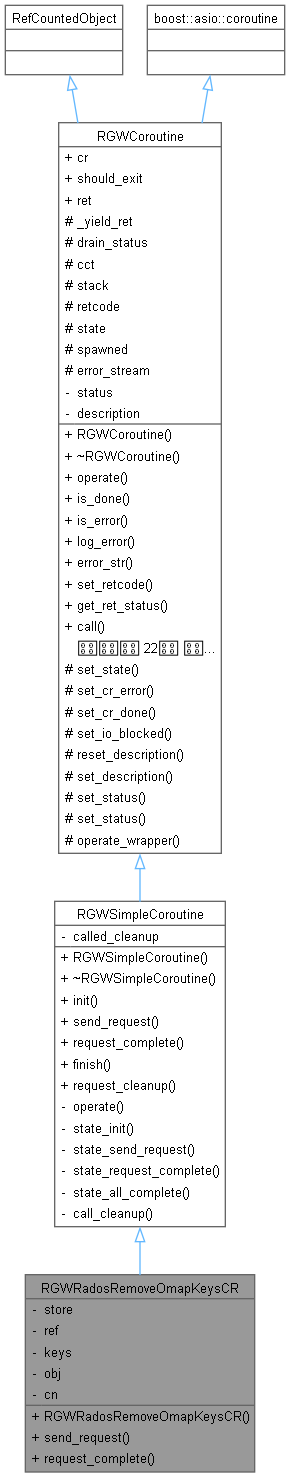 RefCountedObject
boost::asio::coroutine
RGWCoroutine
+ cr
+ should_exit
+ ret
# _yield_ret
# drain_status
# cct
# stack
# retcode
# state
# spawned
# error_stream
- status
- description
+ RGWCoroutine()
+ ~RGWCoroutine()
+ operate()
+ is_done()
+ is_error()
+ log_error()
+ error_str()
+ set_retcode()
+ get_ret_status()
+ call()
22 ...
# set_state()
# set_cr_error()
# set_cr_done()
# set_io_blocked()
# reset_description()
# set_description()
# set_status()
# set_status()
# operate_wrapper()
RGWSimpleCoroutine
- called_cleanup
+ RGWSimpleCoroutine()
+ ~RGWSimpleCoroutine()
+ init()
+ send_request()
+ request_complete()
+ finish()
+ request_cleanup()
- operate()
- state_init()
- state_send_request()
- state_request_complete()
- state_all_complete()
- call_cleanup()
RGWRadosRemoveOmapKeysCR
- store
- ref
- keys
- obj
- cn
+ RGWRadosRemoveOmapKeysCR()
+ send_request()
+ request_complete()